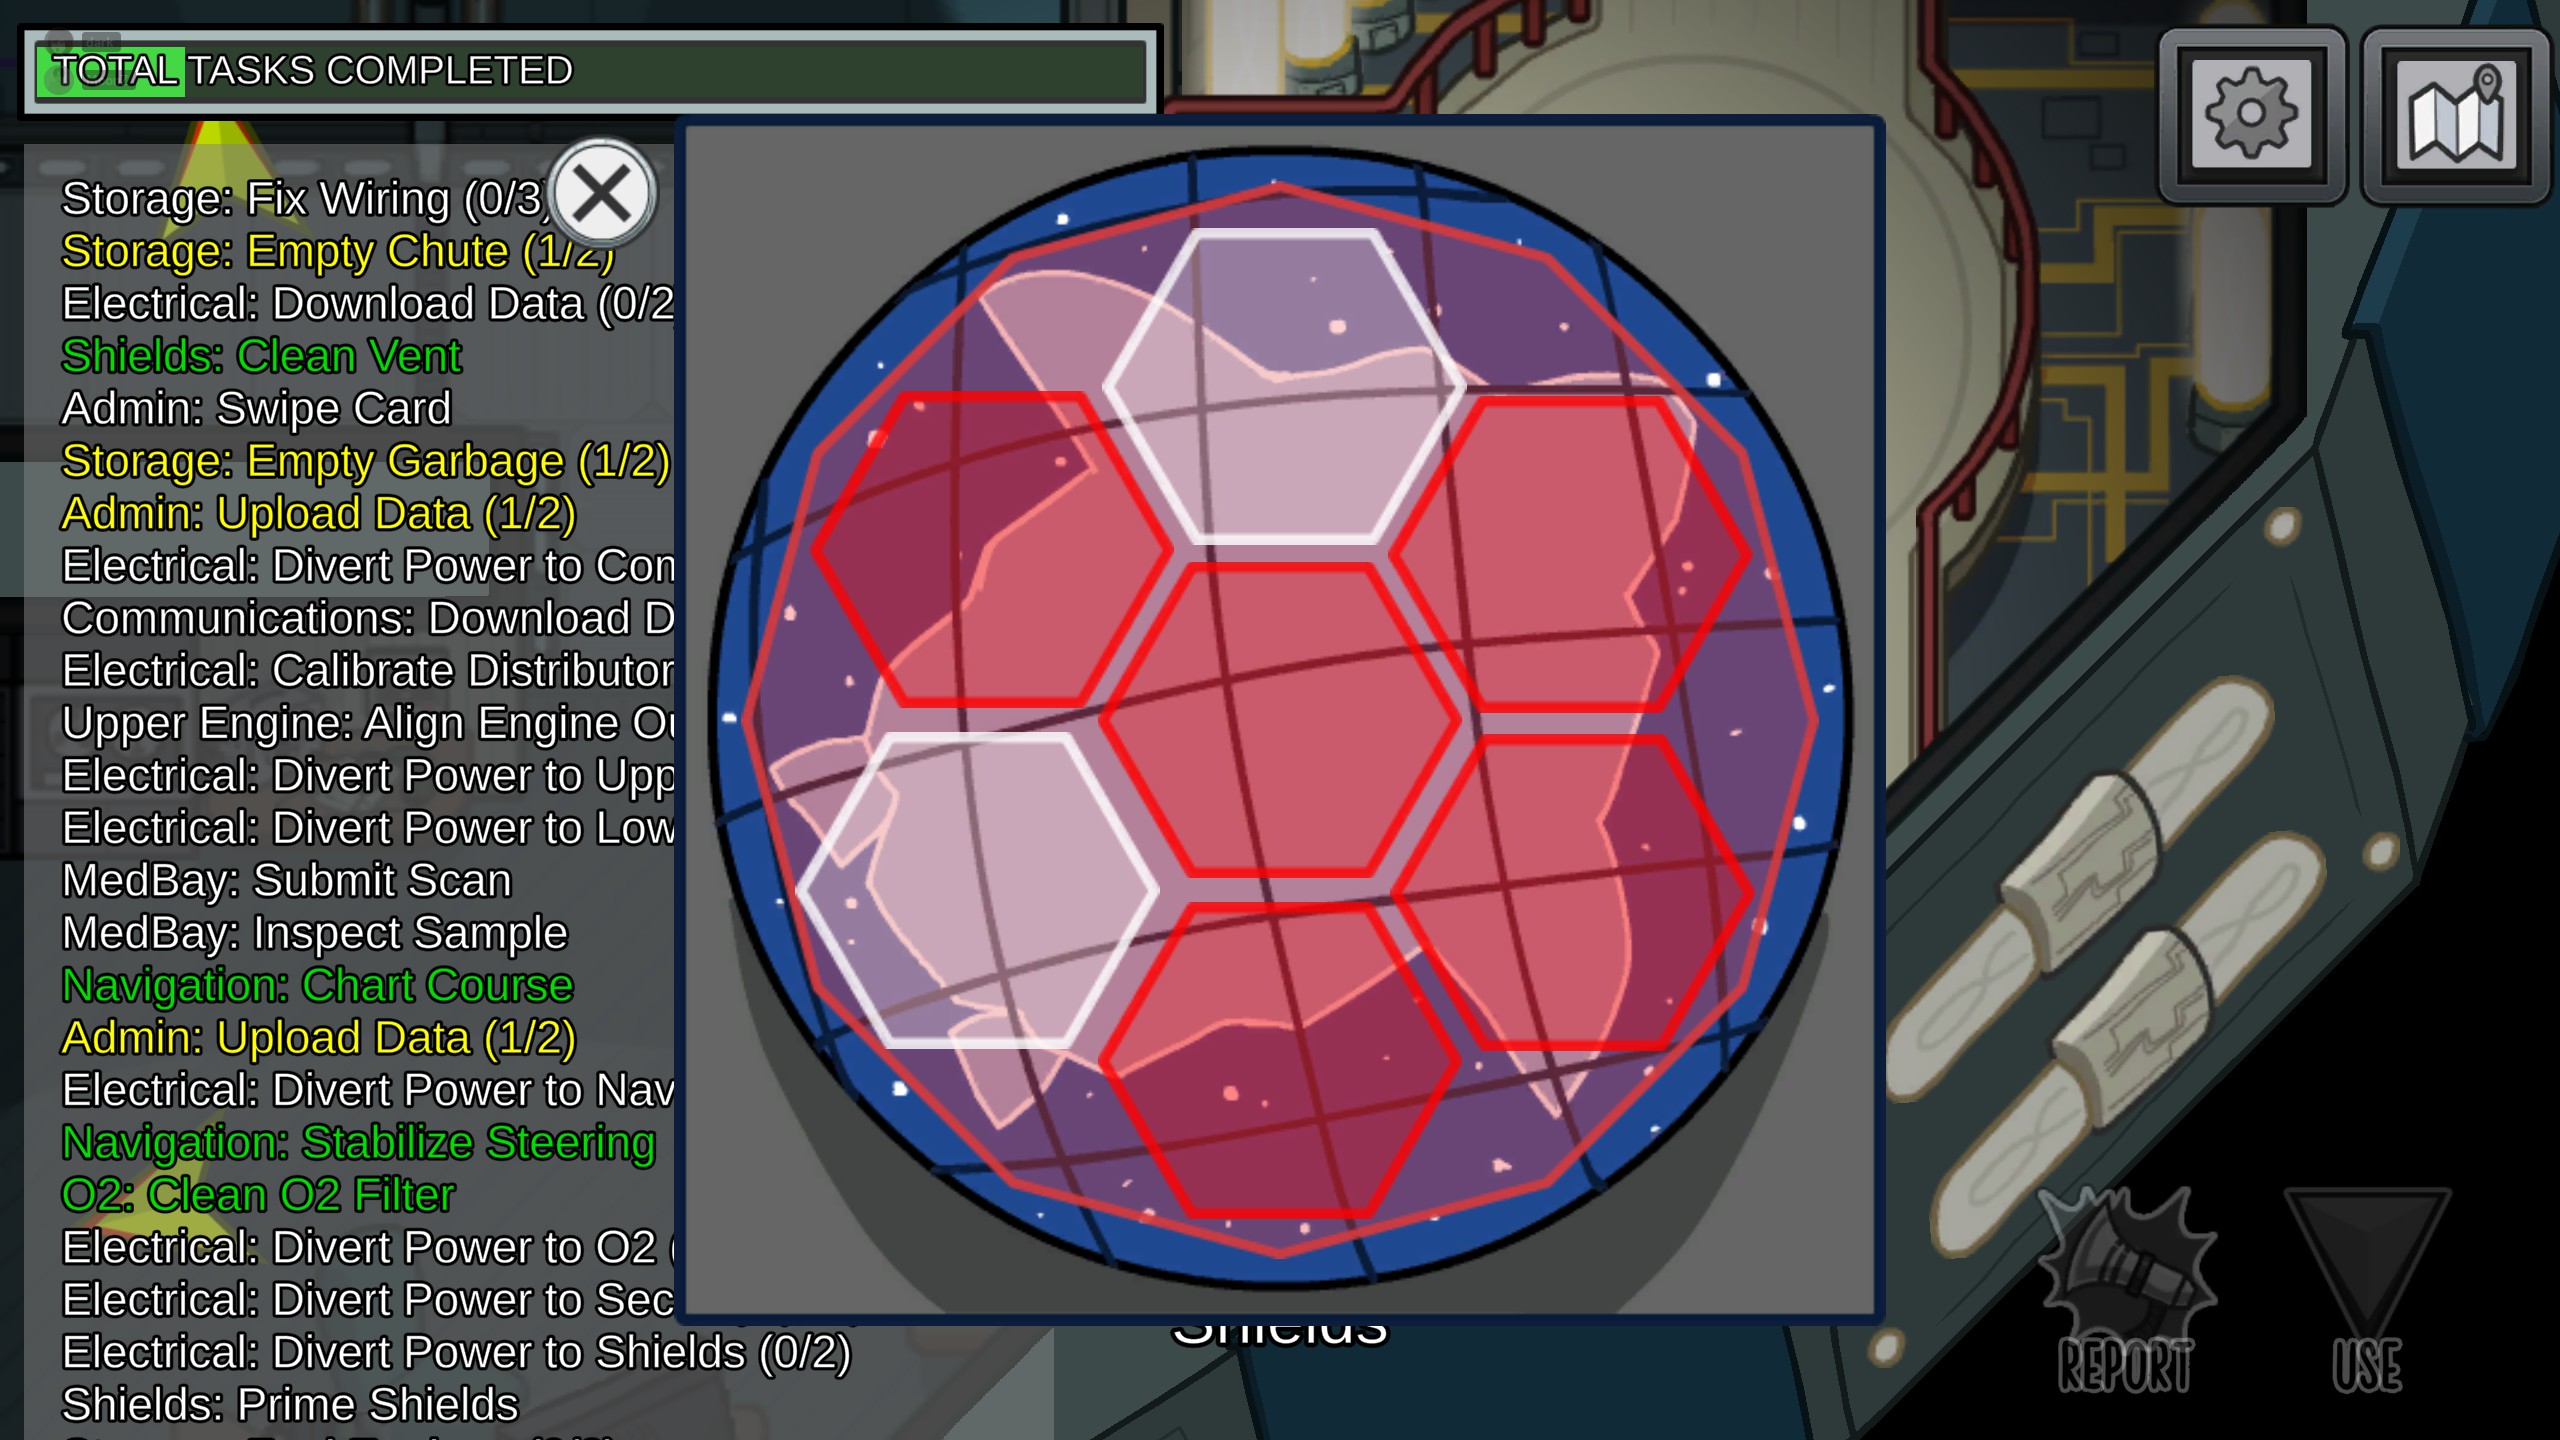 TOTAL TASKS COMPLETED
Storage: Fix Wiring (0/3)
Storage: Empty Chute (1/2)
Electrical: Download Data (0/2
Shields: Clean Vent
Admin: Swipe Card
Storage: Empty Garbage (1/2)
Admin: Upload Data (1/2)
Electrical: Divert Power to Com
Communications: Download D
Electrical: Calibrate Distributor
Upper Engine: Align Engine Ou
Electrical: Divert Power to Upp
Electrical: Divert Power to Low
MedBay: Submit Scan
MedBay: Inspect Sample
Navigation: Chart Course
Admin: Upload Data (1/2)
Electrical: Divert Power to Nav
Navigation: Stabilize Steering
O2: Clean O2 Filter
Electrical: Divert Power to O2 (
Electrical: Divert Power to Sec
Electrical: Divert Power to Shields (0/2)
Shields: Prime Shields
Shields
REPORT
USE